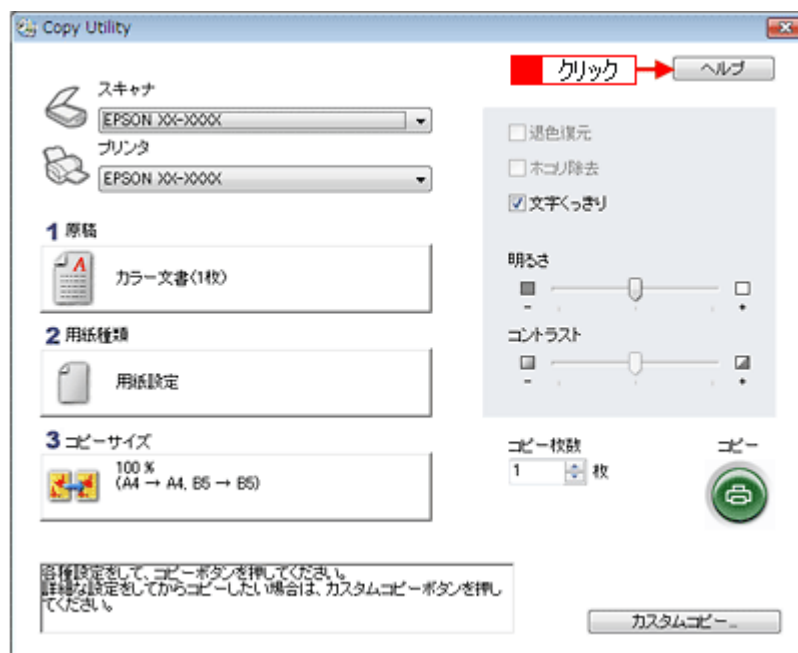 Copy Utility
クリック
ヘルプ
スキャナ
EPSON XX-XXXX
プリンタ
EPSON XX-XXXX
1 原稿
カラー文書(1枚)
2 用紙種類
用紙設定
3 コピーサイズ
100 %
(A4 → A4, B5 → B5)
退色復元
ホコリ除去
文字くっきり
明るさ
- +
コントラスト
- +
コピー枚数
1 枚
コピー
各種設定をして、コピーボタンを押してください。
詳細な設定をしてからコピーしたい場合は、カスタムコピーボタンを押し
てください。
カスタムコピー...